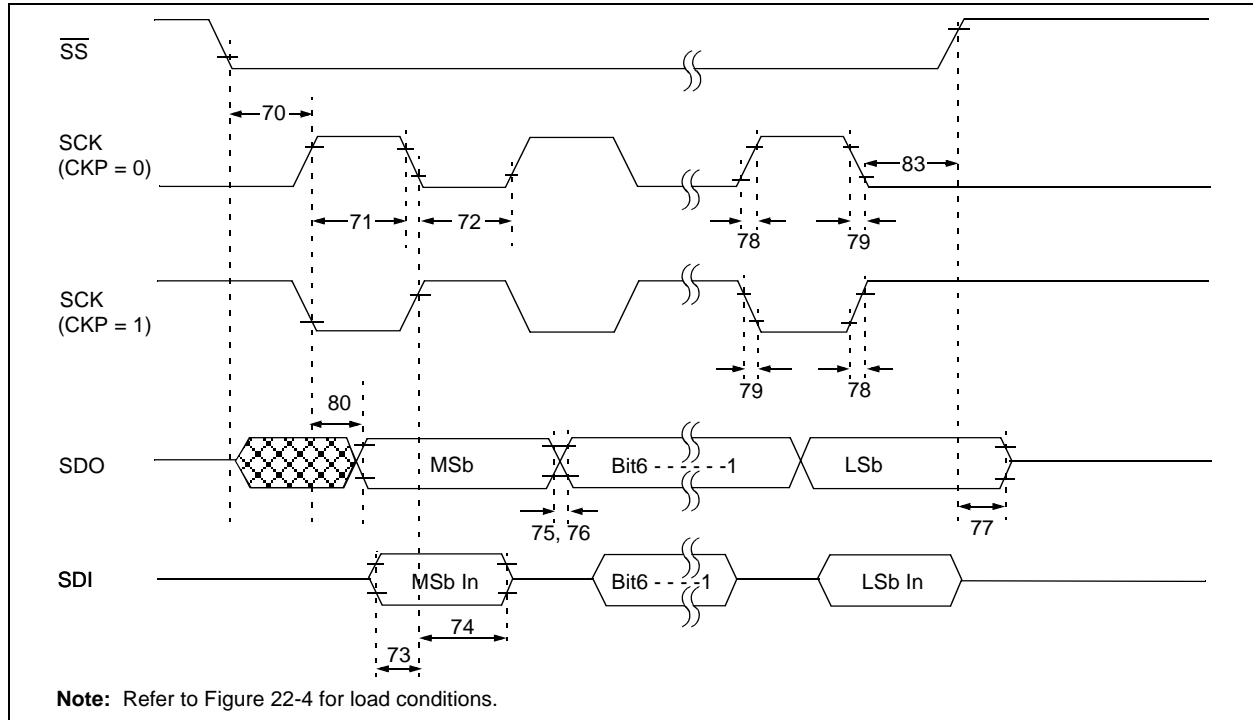 SS
70
SCK
(CKP = 0)
83
71
72
78
79
SCK
(CKP = 1)
79
78
80
SDO
MSb
Bit6 - - - - - -1
LSb
75, 76
77
SDI
MSb In
Bit6 - - - -1
LSb In
74
73
Note: Refer to Figure 22-4 for load conditions.